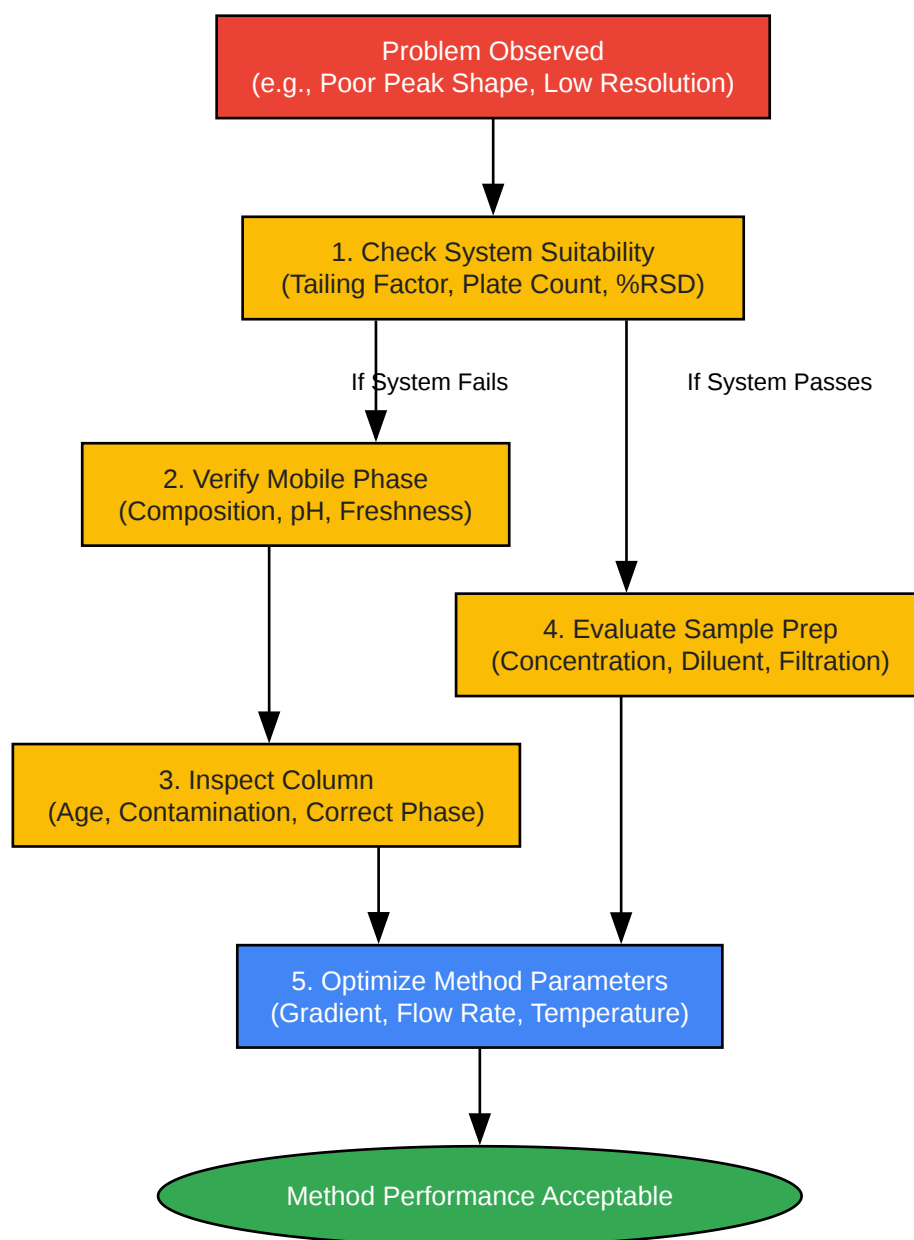 Problem Observed
(e.g., Poor Peak Shape, Low Resolution)
1. Check System Suitability
(Tailing Factor, Plate Count, %RSD)
If System Fails
If System Passes
2. Verify Mobile Phase
(Composition, pH, Freshness)
4. Evaluate Sample Prep
(Concentration, Diluent, Filtration)
3. Inspect Column
(Age, Contamination, Correct Phase)
5. Optimize Method Parameters
(Gradient, Flow Rate, Temperature)
Method Performance Acceptable